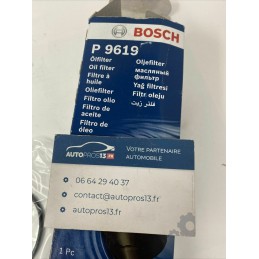 BOSCH
P 9619
Ölfilter
Oil filter
Filtre à
huile
Oliefilter
Filtro olio
Filtro de
aceite
Filtro de
óleo
Oljefilter
масляный
фильтр
Yağ filtresi
Filtr oleju
فلتر زيت
AUTOPROS13.FR
VOTRE PARTENAIRE
AUTOMOBILE
06 64 29 40 37
contact@autopros13.fr
autopros13.fr
1 Pc